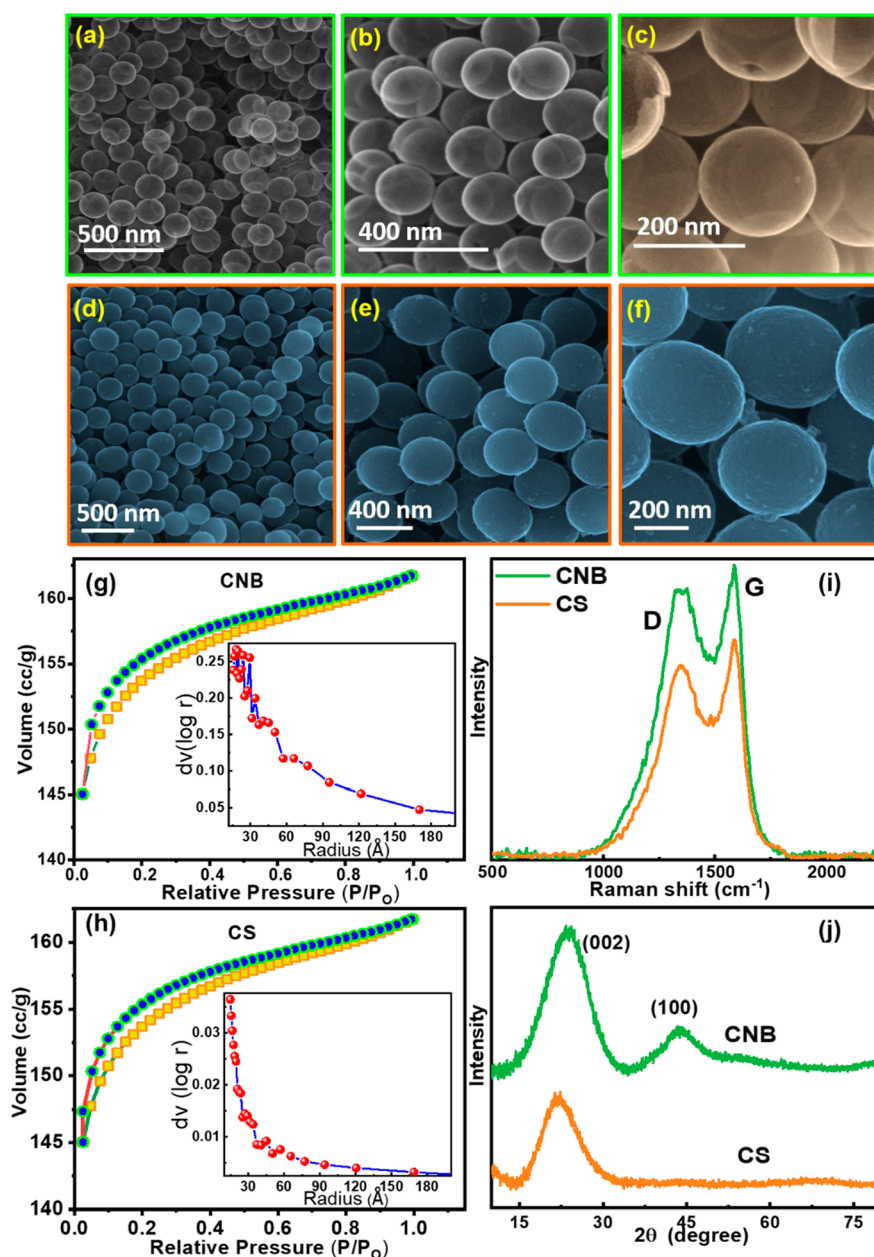 (a)
500 nm
(b)
400 nm
(c)
200 nm
(d)
500 nm
(e)
400 nm
(f)
200 nm
(g)
CNB
Volume (cc/g)
160
155
150
145
140
0.0 0.2 0.4 0.6 0.8 1.0
Relative Pressure (P/P_O)
dv(log r)
0.25
0.20
0.15
0.10
0.05
30 60 90 120 150 180
Radius (Å)
(i)
CNB
CS
D
G
Intensity
500 1000 1500 2000
Raman shift (cm⁻¹)
(h)
CS
Volume (cc/g)
160
155
150
145
140
0.0 0.2 0.4 0.6 0.8 1.0
Relative Pressure (P/P_O)
dv (log r)
0.03
0.02
0.01
30 60 90 120 150 180
Radius (Å)
(j)
(002)
(100)
CNB
CS
Intensity
15 30 45 60 75
2θ (degree)